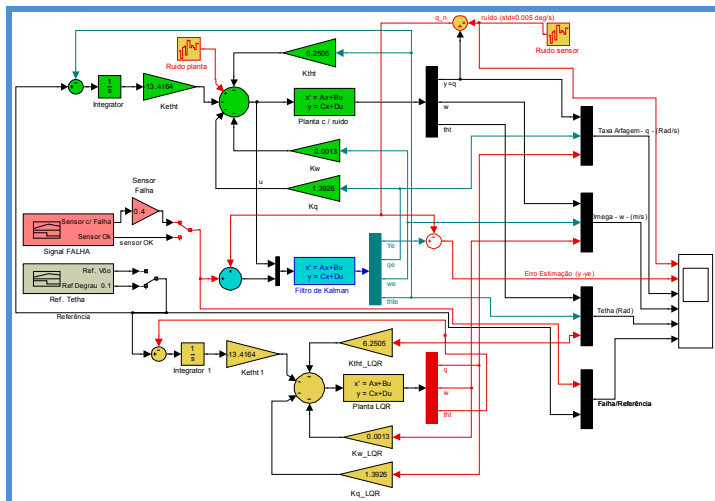 q_n
ruído (std=0.005 deg/s)
Ruido sensor
Ruido planta
6.2505
Ktht
1
s
Integrator
-13.4164
Ketht
x' = Ax+Bu
y = Cx+Du
Planta c / ruido
y=q
w
tht
Taxa Arfagem - q - (Rad/s)
0.0013
Kw
u
1.3926
Kq
Sensor
Falha
0.4
Sensor c/ Falha
Sensor Ok
sensor OK
Signal FALHA
Omega - w - (m/s)
x' = Ax+Bu
y = Cx+Du
Filtro de Kalman
Ye
qe
we
thte
Erro Estimação (y-ye)
Ref. Vôo
Ref Degrau 0.1
Ref. Tetha
Referência
Tetha (Rad)
6.2505
Ktht_LQR
1
s
Integrator 1
-13.4164
Ketht 1
x' = Ax+Bu
y = Cx+Du
Planta LQR
q
w
tht
Falha/Referência
0.0013
Kw_LQR
1.3926
Kq_LQR